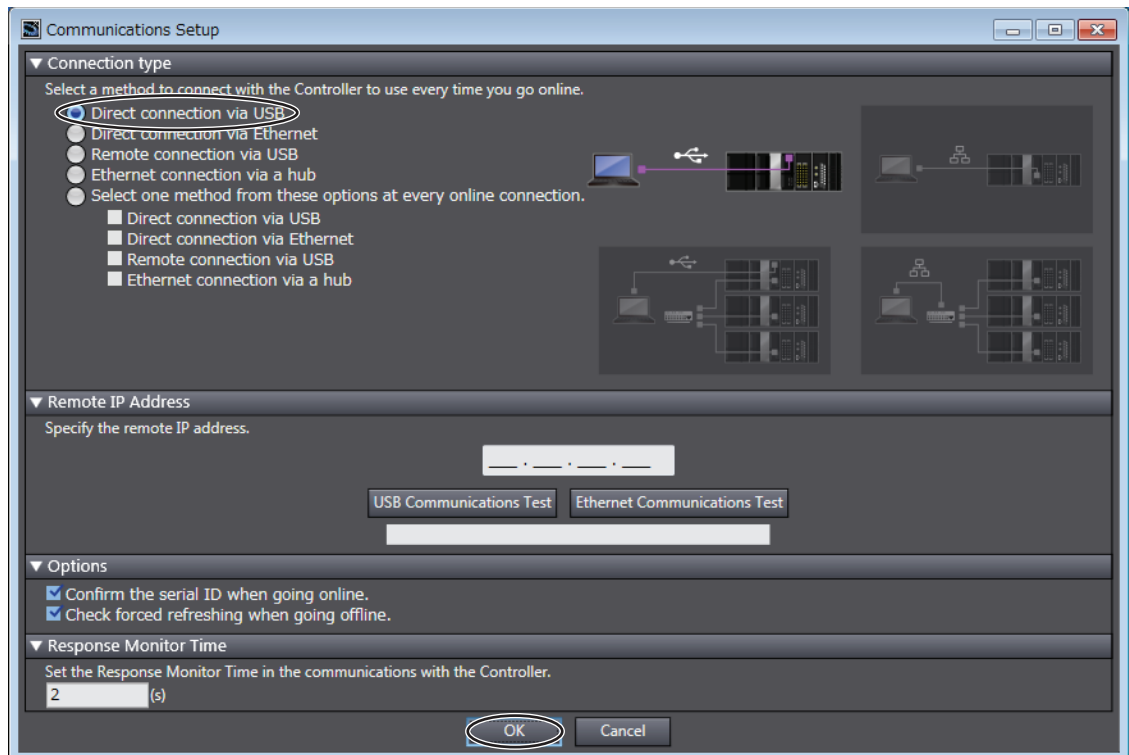 Communications Setup
▼ Connection type
Select a method to connect with the Controller to use every time you go online.
Direct connection via USB
Direct connection via Ethernet
Remote connection via USB
Ethernet connection via a hub
Select one method from these options at every online connection.
Direct connection via USB
Direct connection via Ethernet
Remote connection via USB
Ethernet connection via a hub
▼ Remote IP Address
Specify the remote IP address.
___ . ___ . ___ . ___
USB Communications Test Ethernet Communications Test
▼ Options
Confirm the serial ID when going online.
Check forced refreshing when going offline.
▼ Response Monitor Time
Set the Response Monitor Time in the communications with the Controller.
2 (s)
OK Cancel